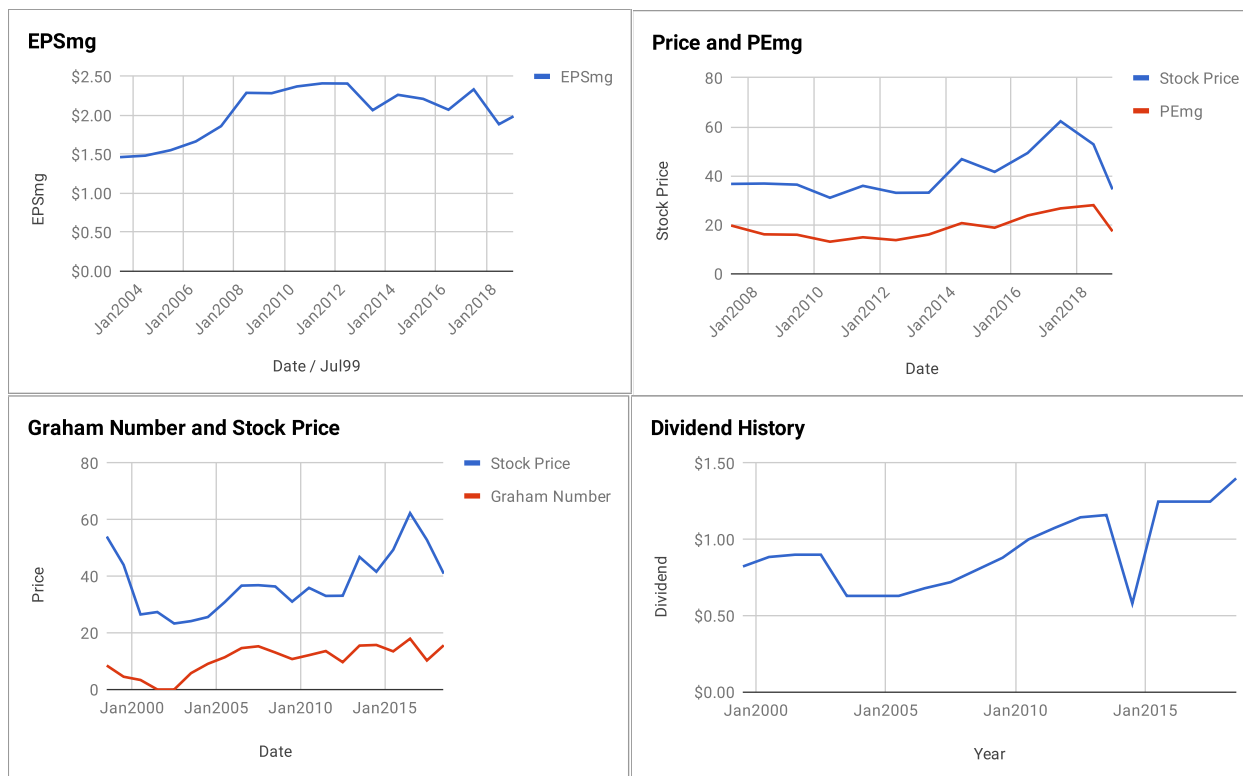 EPSmg
EPSmg
$2.50
$2.00
$1.50
$1.00
$0.50
$0.00
EPSmg
Jan2004
Jan2006
Jan2008
Jan2010
Jan2012
Jan2014
Jan2016
Jan2018
Date / Jul99
Price and PEmg
Stock Price
PEmg
80
60
40
20
0
Stock Price
Jan2008
Jan2010
Jan2012
Jan2014
Jan2016
Jan2018
Date
Graham Number and Stock Price
Stock Price
Graham Number
80
60
40
20
0
Price
Jan2000
Jan2005
Jan2010
Jan2015
Date
Dividend History
$1.50
$1.00
$0.50
$0.00
Dividend
Jan2000
Jan2005
Jan2010
Jan2015
Year